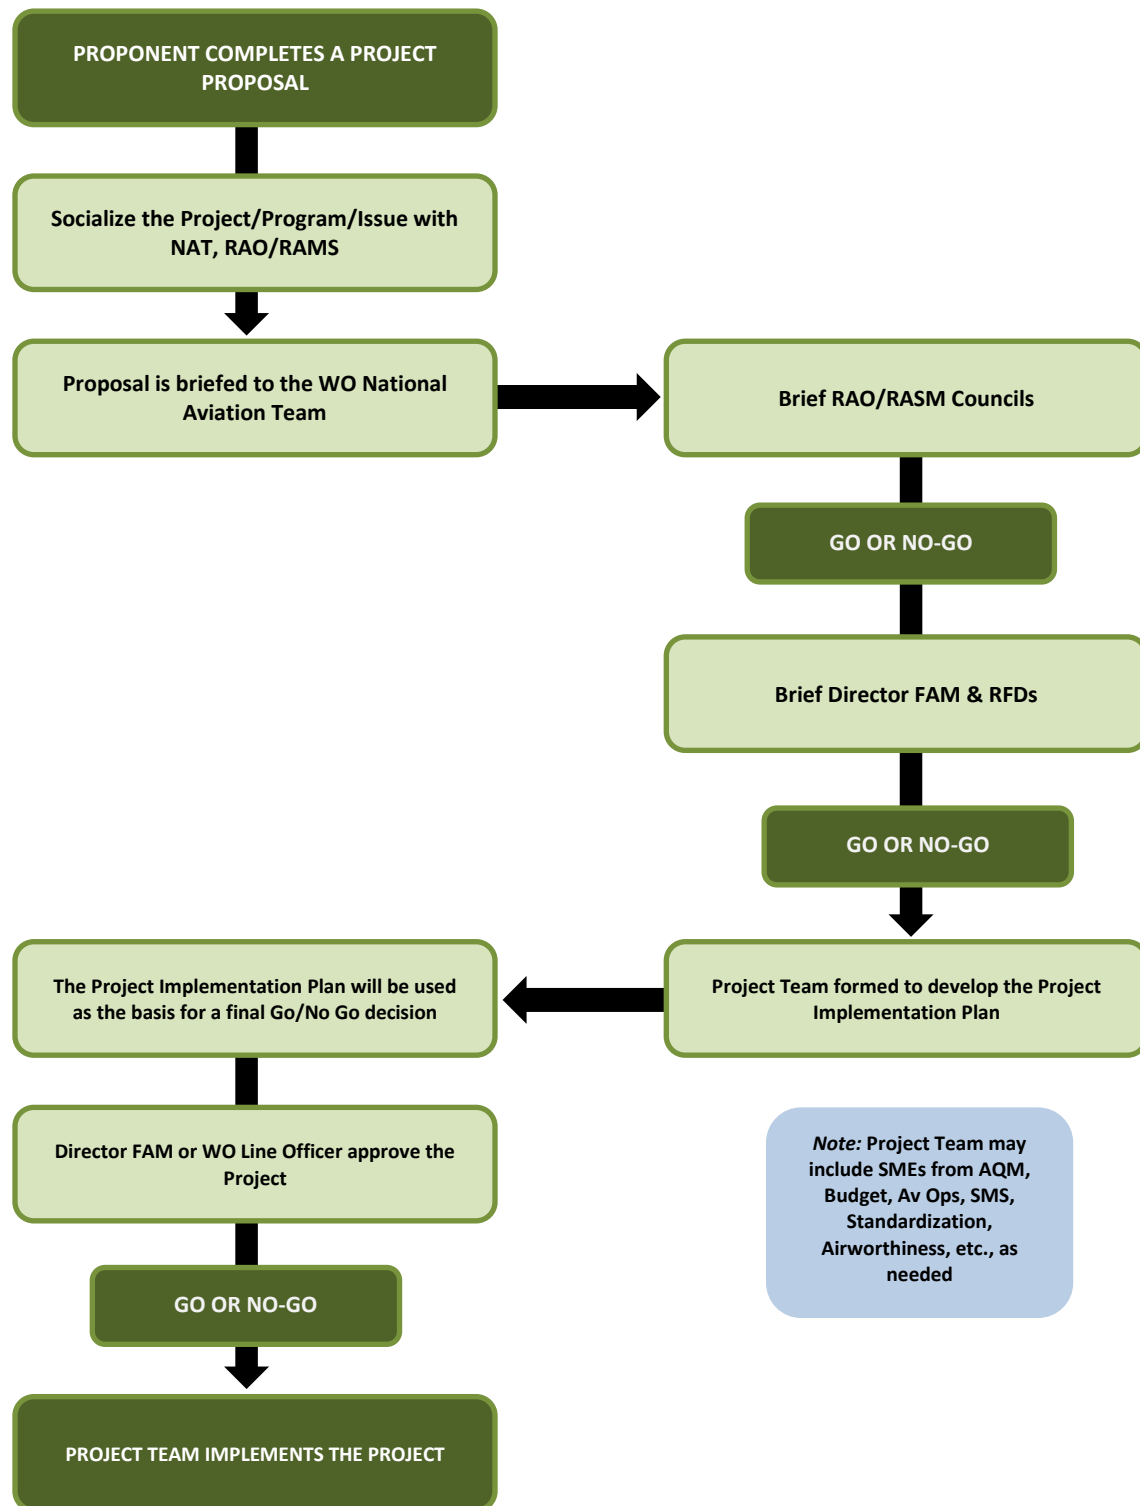 PROPONENT COMPLETES A PROJECT
PROPOSAL
Socialize the Project/Program/Issue with
NAT, RAO/RAMS
Proposal is briefed to the WO National
Aviation Team
Brief RAO/RASM Councils
GO OR NO-GO
Brief Director FAM & RFDs
GO OR NO-GO
Project Team formed to develop the Project
Implementation Plan
The Project Implementation Plan will be used
as the basis for a final Go/No Go decision
Note: Project Team may
include SMEs from AQM,
Budget, Av Ops, SMS,
Standardization,
Airworthiness, etc., as
needed
Director FAM or WO Line Officer approve the
Project
GO OR NO-GO
PROJECT TEAM IMPLEMENTS THE PROJECT